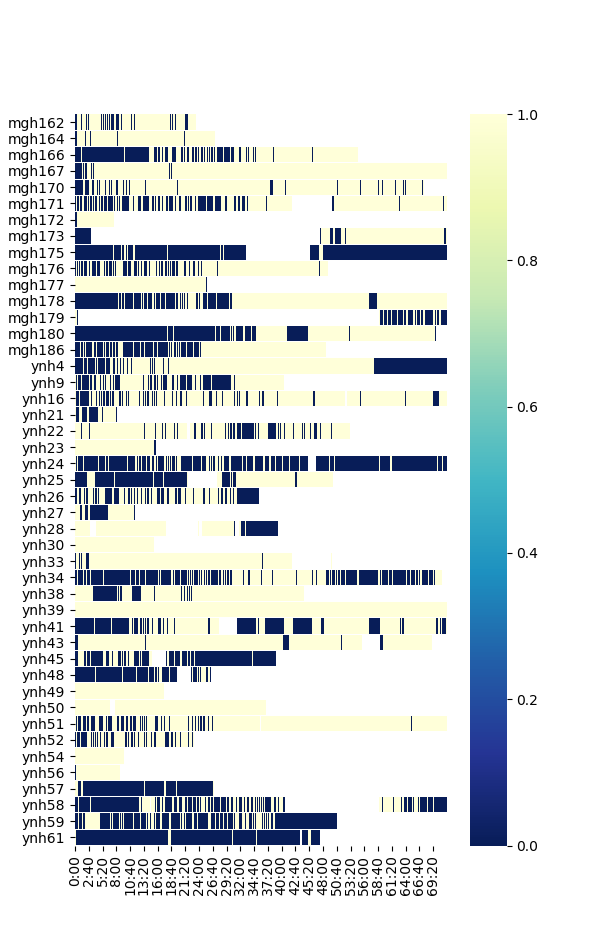 mgh162
mgh164
mgh166
mgh167
mgh170
mgh171
mgh172
mgh173
mgh175
mgh176
mgh177
mgh178
mgh179
mgh180
mgh186
ynh4
ynh9
ynh16
ynh21
ynh22
ynh23
ynh24
ynh25
ynh26
ynh27
ynh28
ynh30
ynh33
ynh34
ynh38
ynh39
ynh41
ynh43
ynh45
ynh48
ynh49
ynh50
ynh51
ynh52
ynh54
ynh56
ynh57
ynh58
ynh59
ynh61
0:00
2:40
5:20
8:00
10:40
13:20
16:00
18:40
21:20
24:00
26:40
29:20
32:00
34:40
37:20
40:00
42:40
45:20
48:00
50:40
53:20
56:00
58:40
61:20
64:00
66:40
69:20
1.0
0.8
0.6
0.4
0.2
0.0